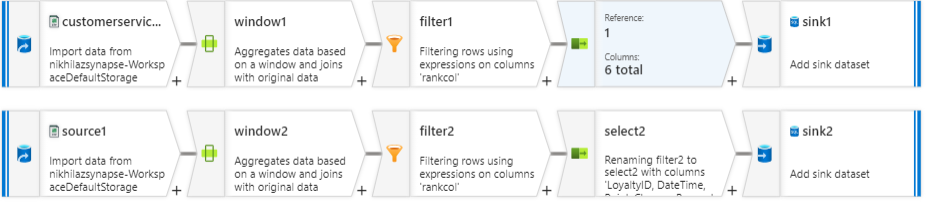 customerservic...
Import data from
nikhilazsynapse-Worksp
aceDefaultStorage
+
window1
Aggregates data based
on a window and joins
with original data
+
filter1
Filtering rows using
expressions on columns
'rankcol'
+
Reference:
1
Columns:
6 total
+
sink1
Add sink dataset
source1
Import data from
nikhilazsynapse-Worksp
aceDefaultStorage
+
window2
Aggregates data based
on a window and joins
with original data
+
filter2
Filtering rows using
expressions on columns
'rankcol'
+
select2
Renaming filter2 to
select2 with columns
'LoyaltyID, DateTime,
+
sink2
Add sink dataset